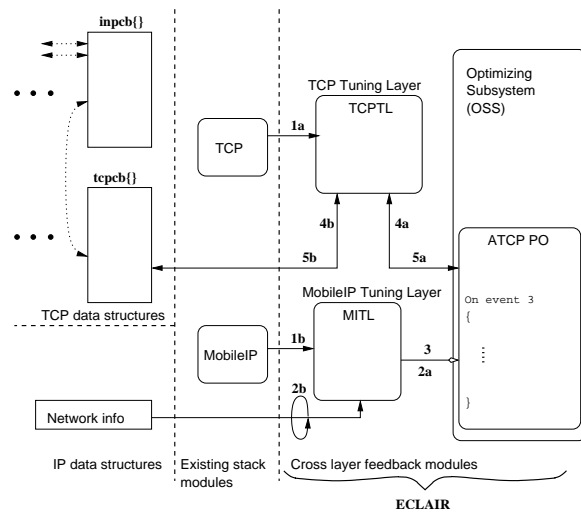 inpcb{}
TCP Tuning Layer
TCPTL
Optimizing
Subsystem
(OSS)
1a
TCP
tcpcb{}
4b
4a
ATCP PO
5b
5a
On event 3
{
}
TCP data structures
MobileIP Tuning Layer
MITL
MobileIP
1b
3
2a
2b
Network info
IP data structures
Existing stack
modules
Cross layer feedback modules
ECLAIR